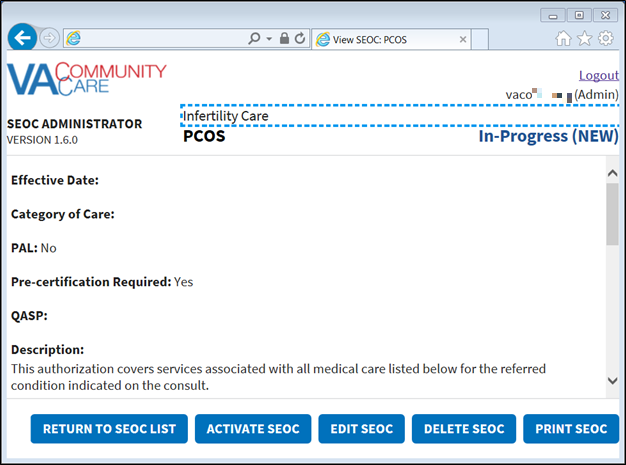 View SEOC: PCOS
VA COMMUNITY CARE
Logout
vaco (Admin)
SEOC ADMINISTRATOR
VERSION 1.6.0
Infertility Care
PCOS
In-Progress (NEW)
Effective Date:
Category of Care:
PAL: No
Pre-certification Required: Yes
QASP:
Description:
This authorization covers services associated with all medical care listed below for the referred
condition indicated on the consult.
RETURN TO SEOC LIST
ACTIVATE SEOC
EDIT SEOC
DELETE SEOC
PRINT SEOC